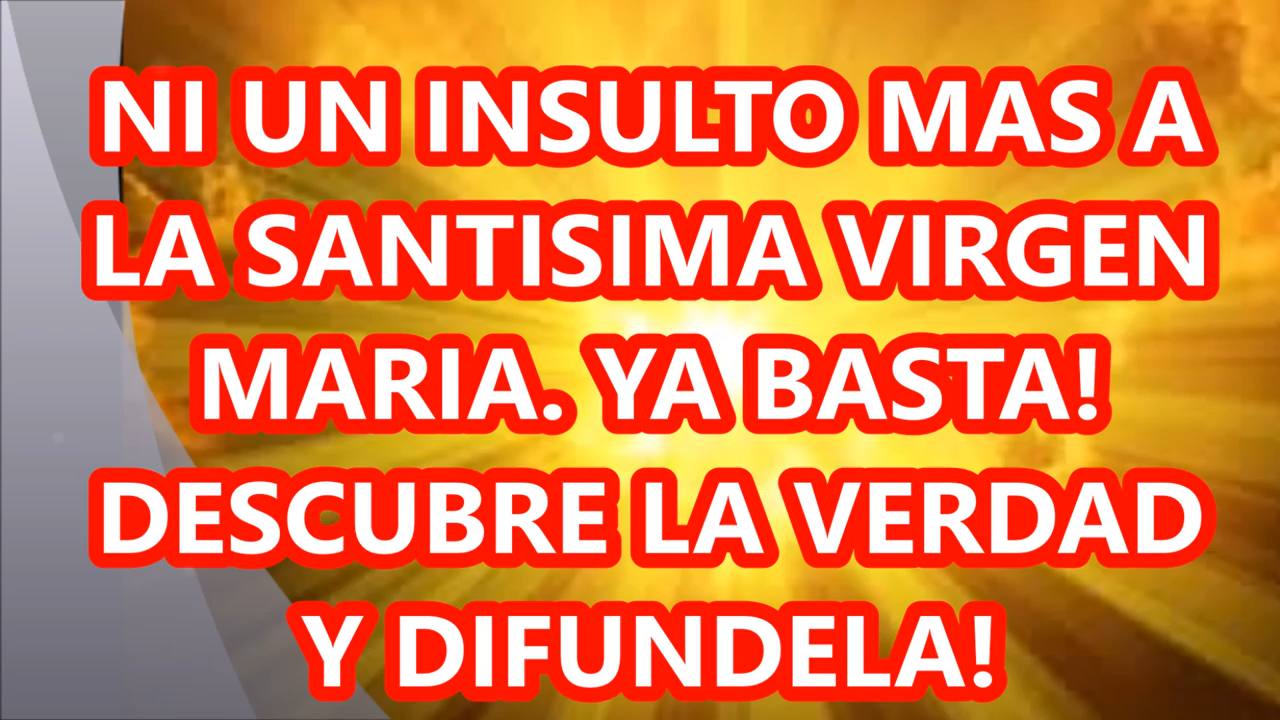 NI UN INSULTO MAS A
LA SANTISIMA VIRGEN
MARIA. YA BASTA!
DESCUBRE LA VERDAD
Y DIFUNDELA!